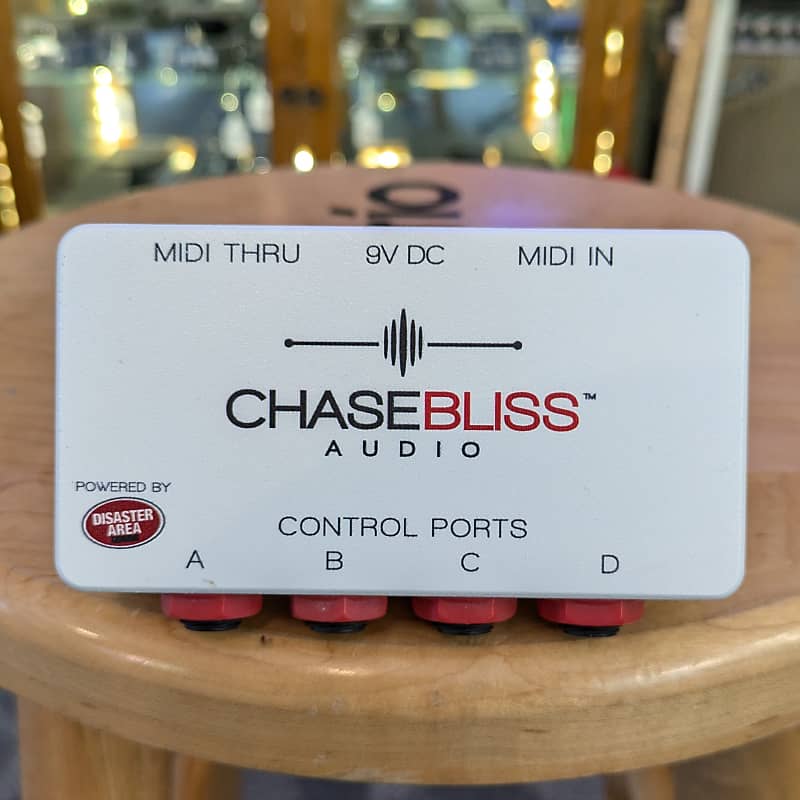 MIDI THRU 9V DC MIDI IN
CHASEBLISS™
AUDIO
POWERED BY
DISASTER
AREA
CONTROL PORTS
A B C D